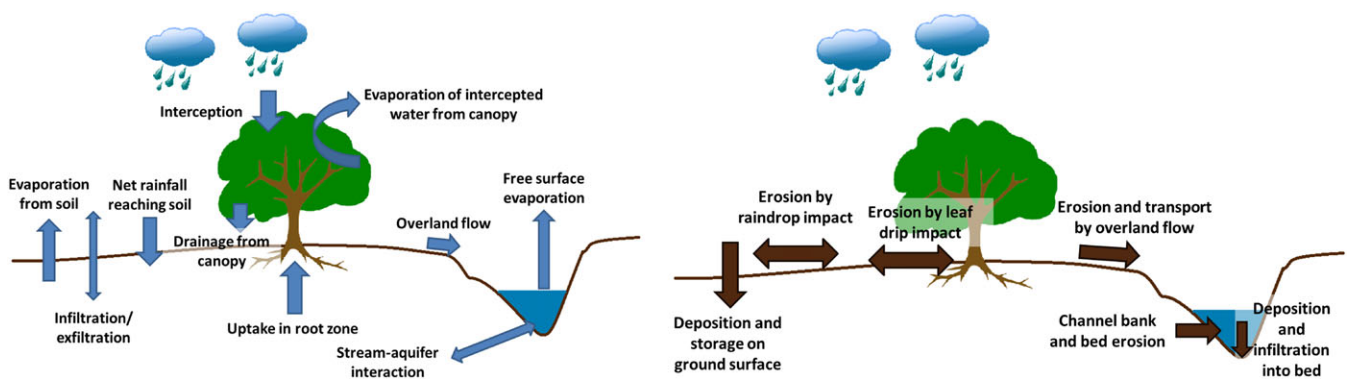 Interception
Evaporation of intercepted
water from canopy
Evaporation
from soil
Net rainfall
reaching soil
Drainage from
canopy
Overland flow
Free surface
evaporation
Infiltration/
exfiltration
Uptake in root zone
Stream-aquifer
interaction
Erosion by
raindrop impact
Erosion by leaf
drip impact
Erosion and transport
by overland flow
Deposition and
storage on
ground surface
Channel bank
and bed erosion
Deposition
and
infiltration
into bed